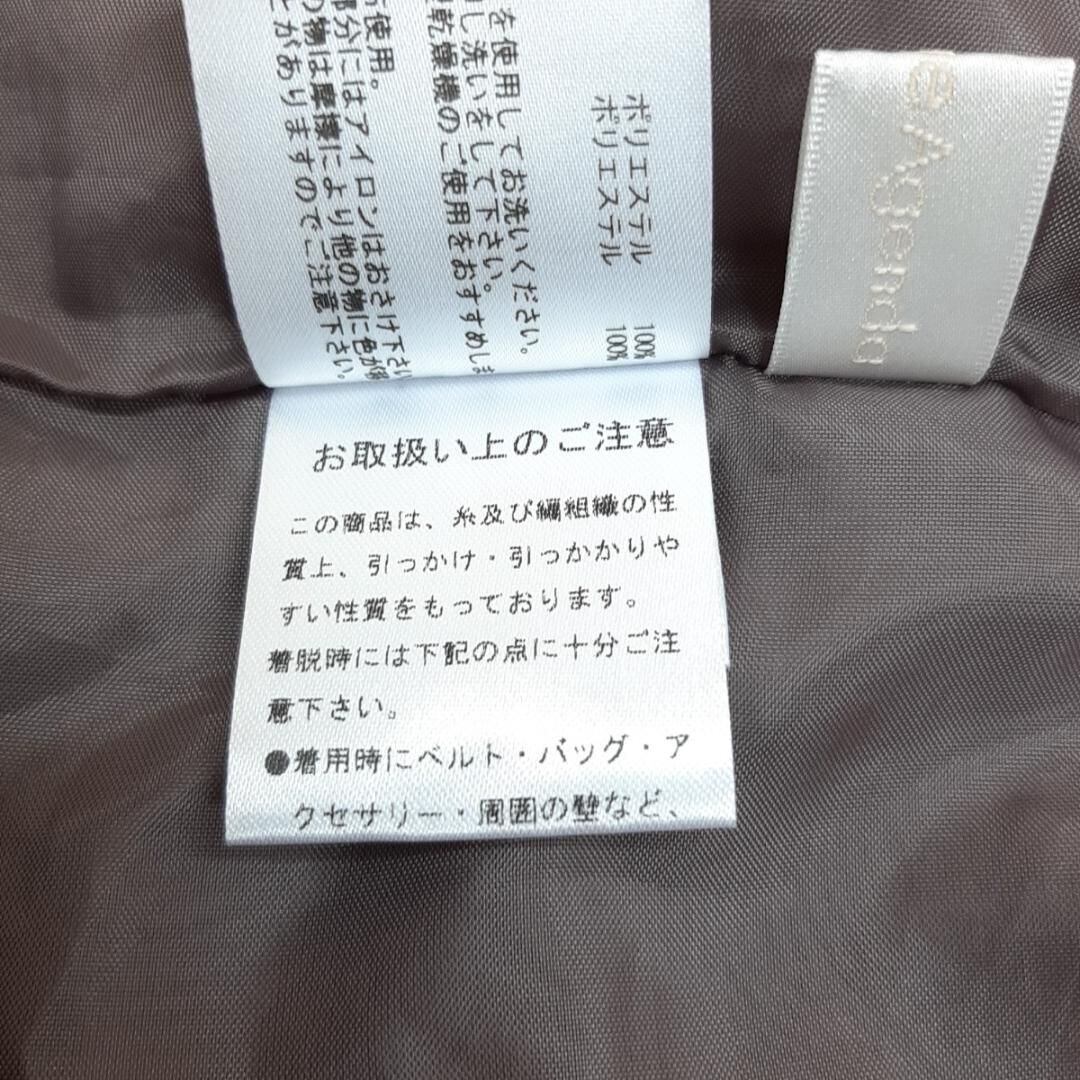 ポリエステル 100%
ポリエステル 100%
を使用してお洗いください。
し洗いをして下さい。
乾燥機のご使用をおすすめしま
使用。
部分にはアイロンはおさけ下さい
物は摩擦により他の物に色が移
とがありますのでご注意下さい。
e Agenda
お取扱い上のご注意
この商品は、糸及び繊組織の性
質上、引っかけ・引っかかりや
すい性質をもっております。
着脱時には下記の点に十分ご注
意下さい。
●着用時にベルト・バッグ・ア
クセサリー・周囲の壁など、